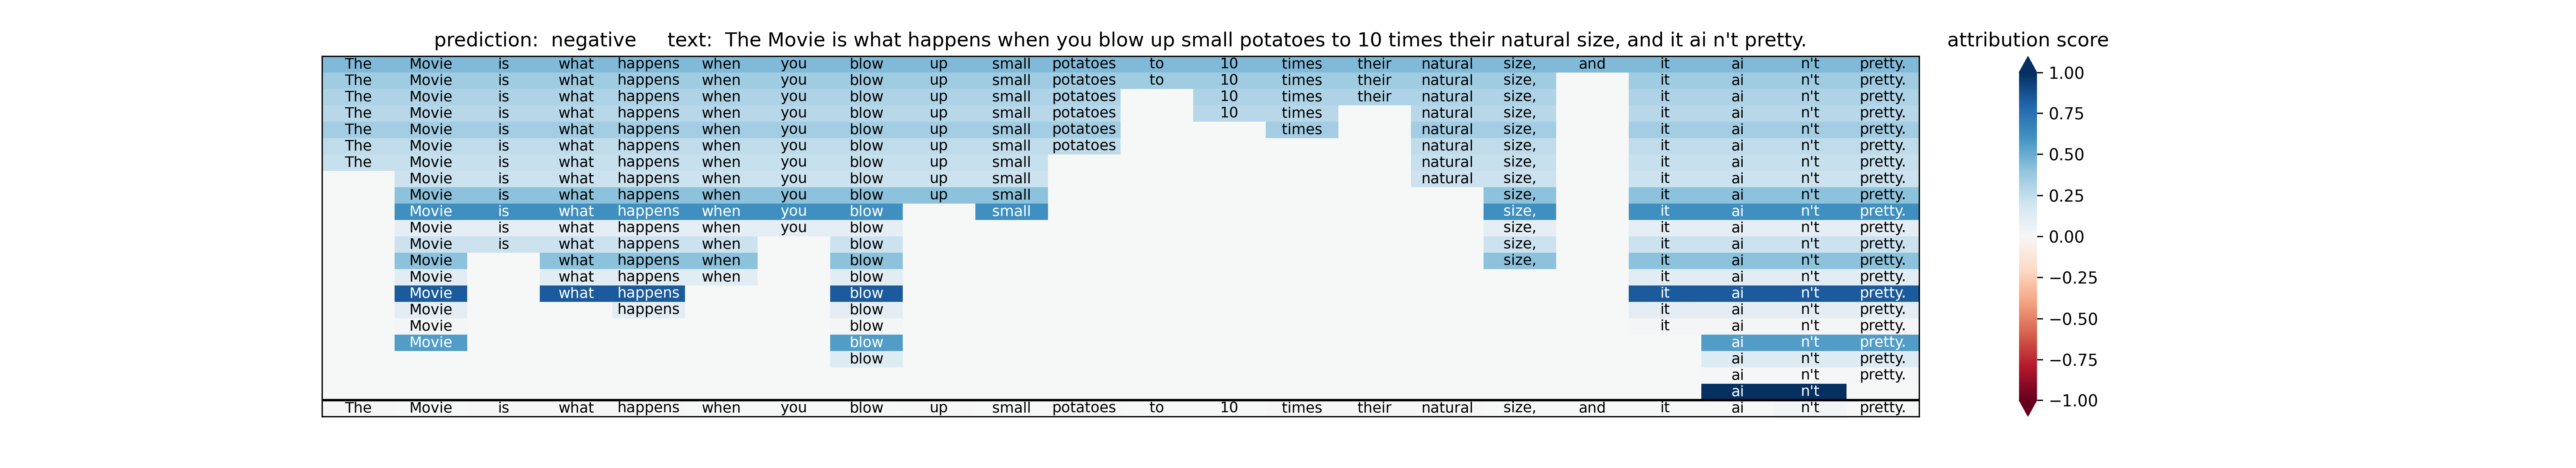 prediction:  negative     text:  The Movie is what happens when you blow up small potatoes to 10 times their natural size, and it ai n't pretty.     attribution score
The Movie is what happens when you blow up small potatoes to 10 times their natural size, and it ai n't pretty.
The Movie is what happens when you blow up small potatoes to 10 times their natural size, it ai n't pretty.
The Movie is what happens when you blow up small potatoes 10 times their natural size, it ai n't pretty.
The Movie is what happens when you blow up small potatoes 10 times natural size, it ai n't pretty.
The Movie is what happens when you blow up small potatoes times natural size, it ai n't pretty.
The Movie is what happens when you blow up small potatoes natural size, it ai n't pretty.
The Movie is what happens when you blow up small natural size, it ai n't pretty.
Movie is what happens when you blow up small natural size, it ai n't pretty.
Movie is what happens when you blow up small size, it ai n't pretty.
Movie is what happens when you blow small size, it ai n't pretty.
Movie is what happens when you blow size, it ai n't pretty.
Movie is what happens when blow size, it ai n't pretty.
Movie what happens when blow size, it ai n't pretty.
Movie what happens when blow it ai n't pretty.
Movie what happens blow it ai n't pretty.
Movie happens blow it ai n't pretty.
Movie blow it ai n't pretty.
Movie blow ai n't pretty.
blow ai n't pretty.
ai n't pretty.
ai n't
The Movie is what happens when you blow up small potatoes to 10 times their natural size, and it ai n't pretty.
1.00
0.75
0.50
0.25
0.00
−0.25
−0.50
−0.75
−1.00